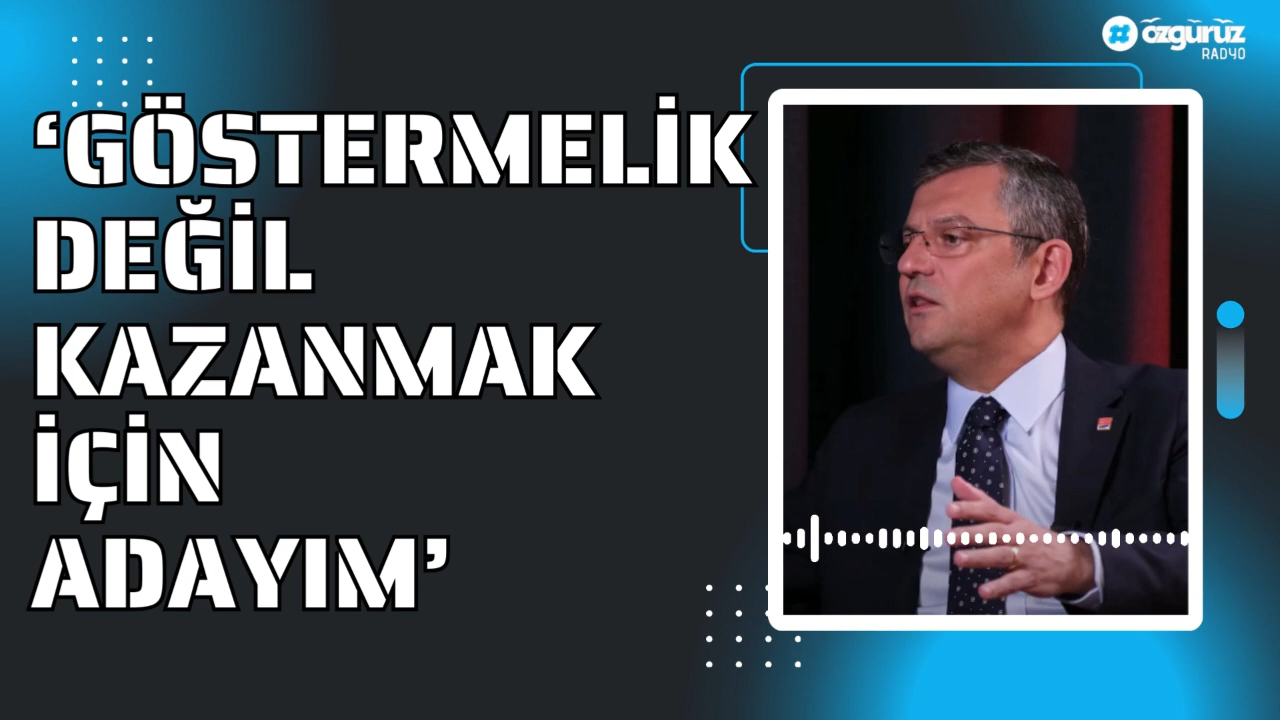 özgürüz
RADYO
‘GÖSTERMELİK
DEĞİL
KAZANMAK
İÇİN
ADAYIM’